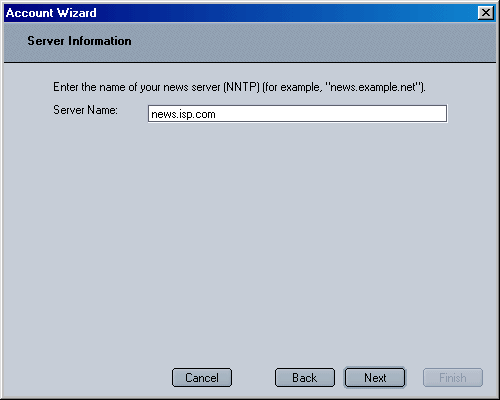 Account Wizard
Server Information
Enter the name of your news server (NNTP) (for example, "news.example.net").
Server Name: news.isp.com
Cancel Back Next Finish